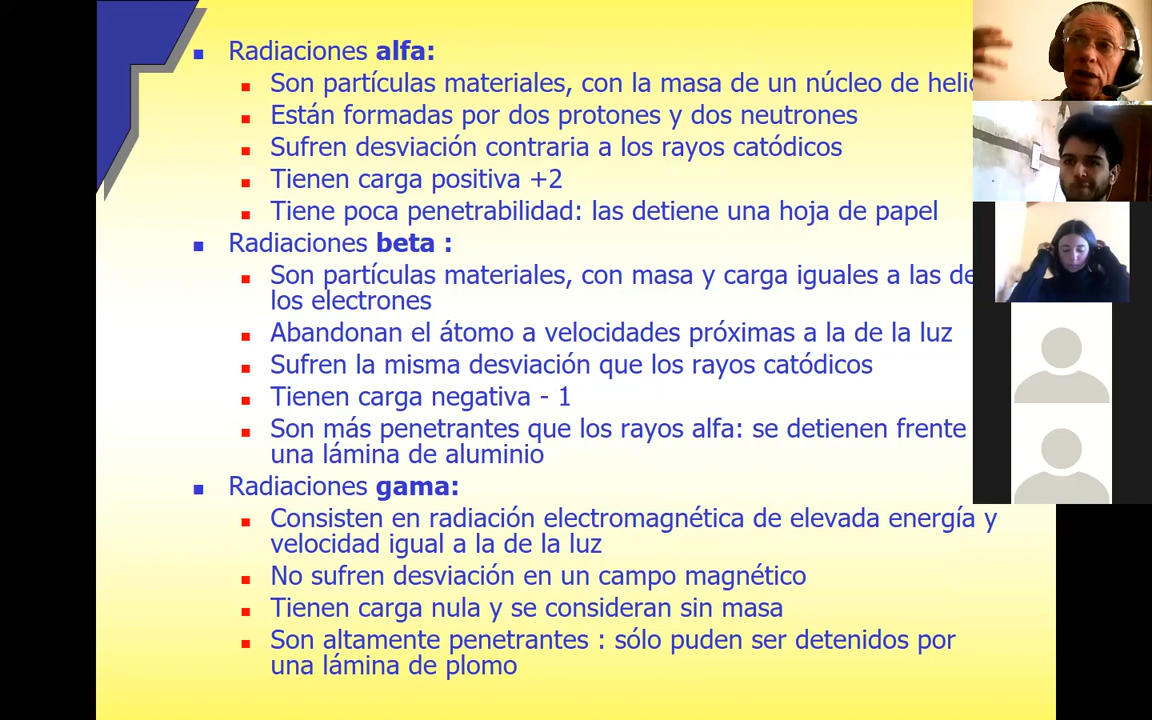 Radiaciones alfa:
Son partículas materiales, con la masa de un núcleo de helio
Están formadas por dos protones y dos neutrones
Sufren desviación contraria a los rayos catódicos
Tienen carga positiva +2
Tiene poca penetrabilidad: las detiene una hoja de papel
Radiaciones beta :
Son partículas materiales, con masa y carga iguales a las de
los electrones
Abandonan el átomo a velocidades próximas a la de la luz
Sufren la misma desviación que los rayos catódicos
Tienen carga negativa - 1
Son más penetrantes que los rayos alfa: se detienen frente
una lámina de aluminio
Radiaciones gama:
Consisten en radiación electromagnética de elevada energía y
velocidad igual a la de la luz
No sufren desviación en un campo magnético
Tienen carga nula y se consideran sin masa
Son altamente penetrantes : sólo puden ser detenidos por
una lámina de plomo